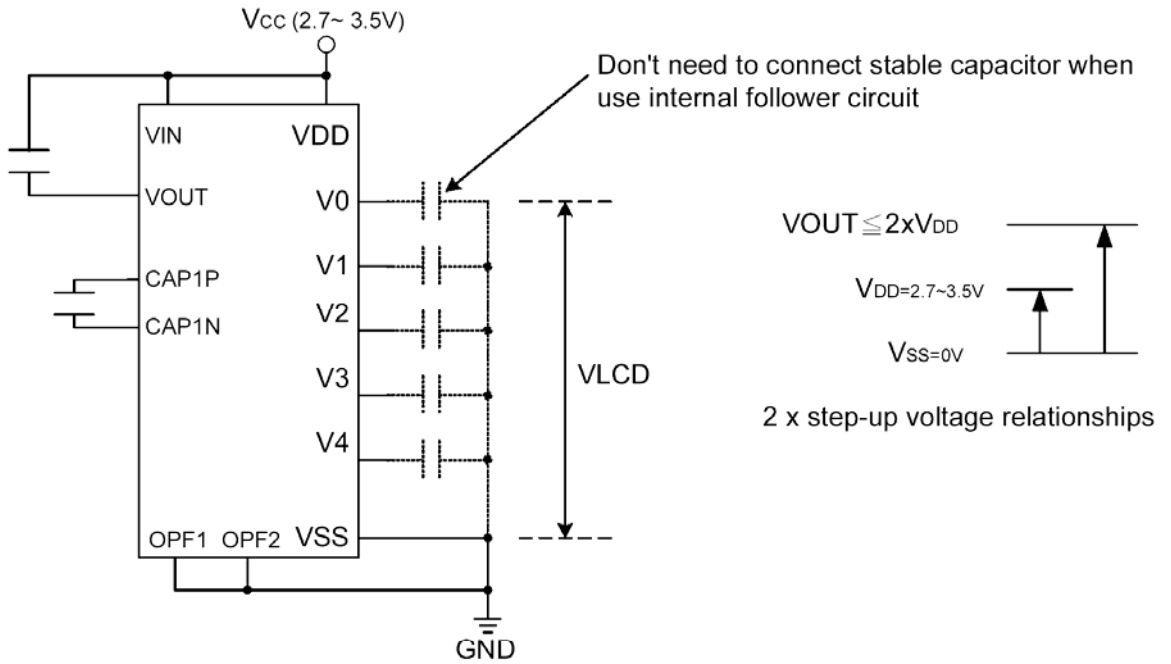 VCC (2.7~ 3.5V)
Don't need to connect stable capacitor when
use internal follower circuit
VIN
VDD
VOUT
V0
CAP1P
V1
CAP1N
V2
V3
V4
OPF1 OPF2 VSS
GND
VLCD
VOUT≦2xVDD
VDD=2.7~3.5V
VSS=0V
2 x step-up voltage relationships